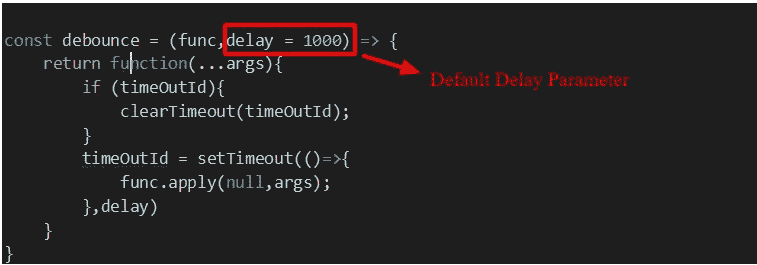 const debounce = (func,delay = 1000) => {
    return function(...args){
        if (timeOutId){
            clearTimeout(timeOutId);
        }
        timeOutId = setTimeout(()=>{
            func.apply(null,args);
        },delay)
    }
}
Default Delay Parameter